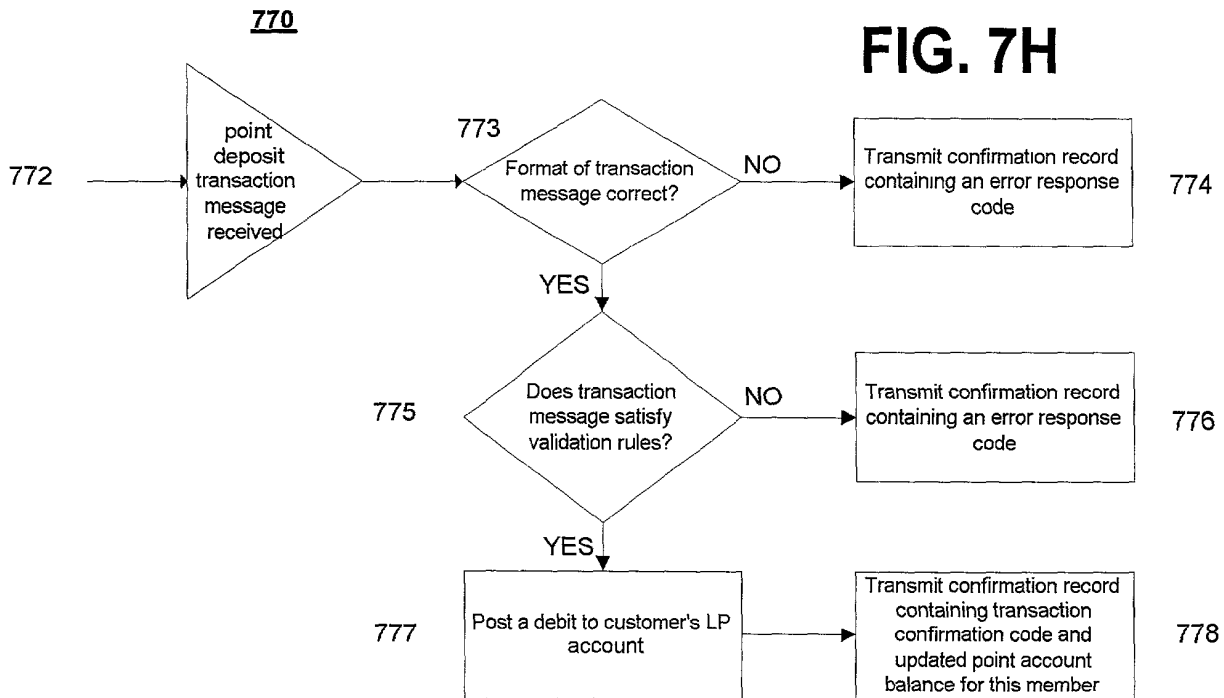 770
FIG. 7H
772
point
deposit
transaction
message
received
773
Format of transaction
message correct?
NO
Transmit confirmation record
containing an error response
code
774
YES
775
Does transaction
message satisfy
validation rules?
NO
Transmit confirmation record
containing an error response
code
776
YES
777
Post a debit to customer's LP
account
Transmit confirmation record
containing transaction
confirmation code and
updated point account
balance for this member
778